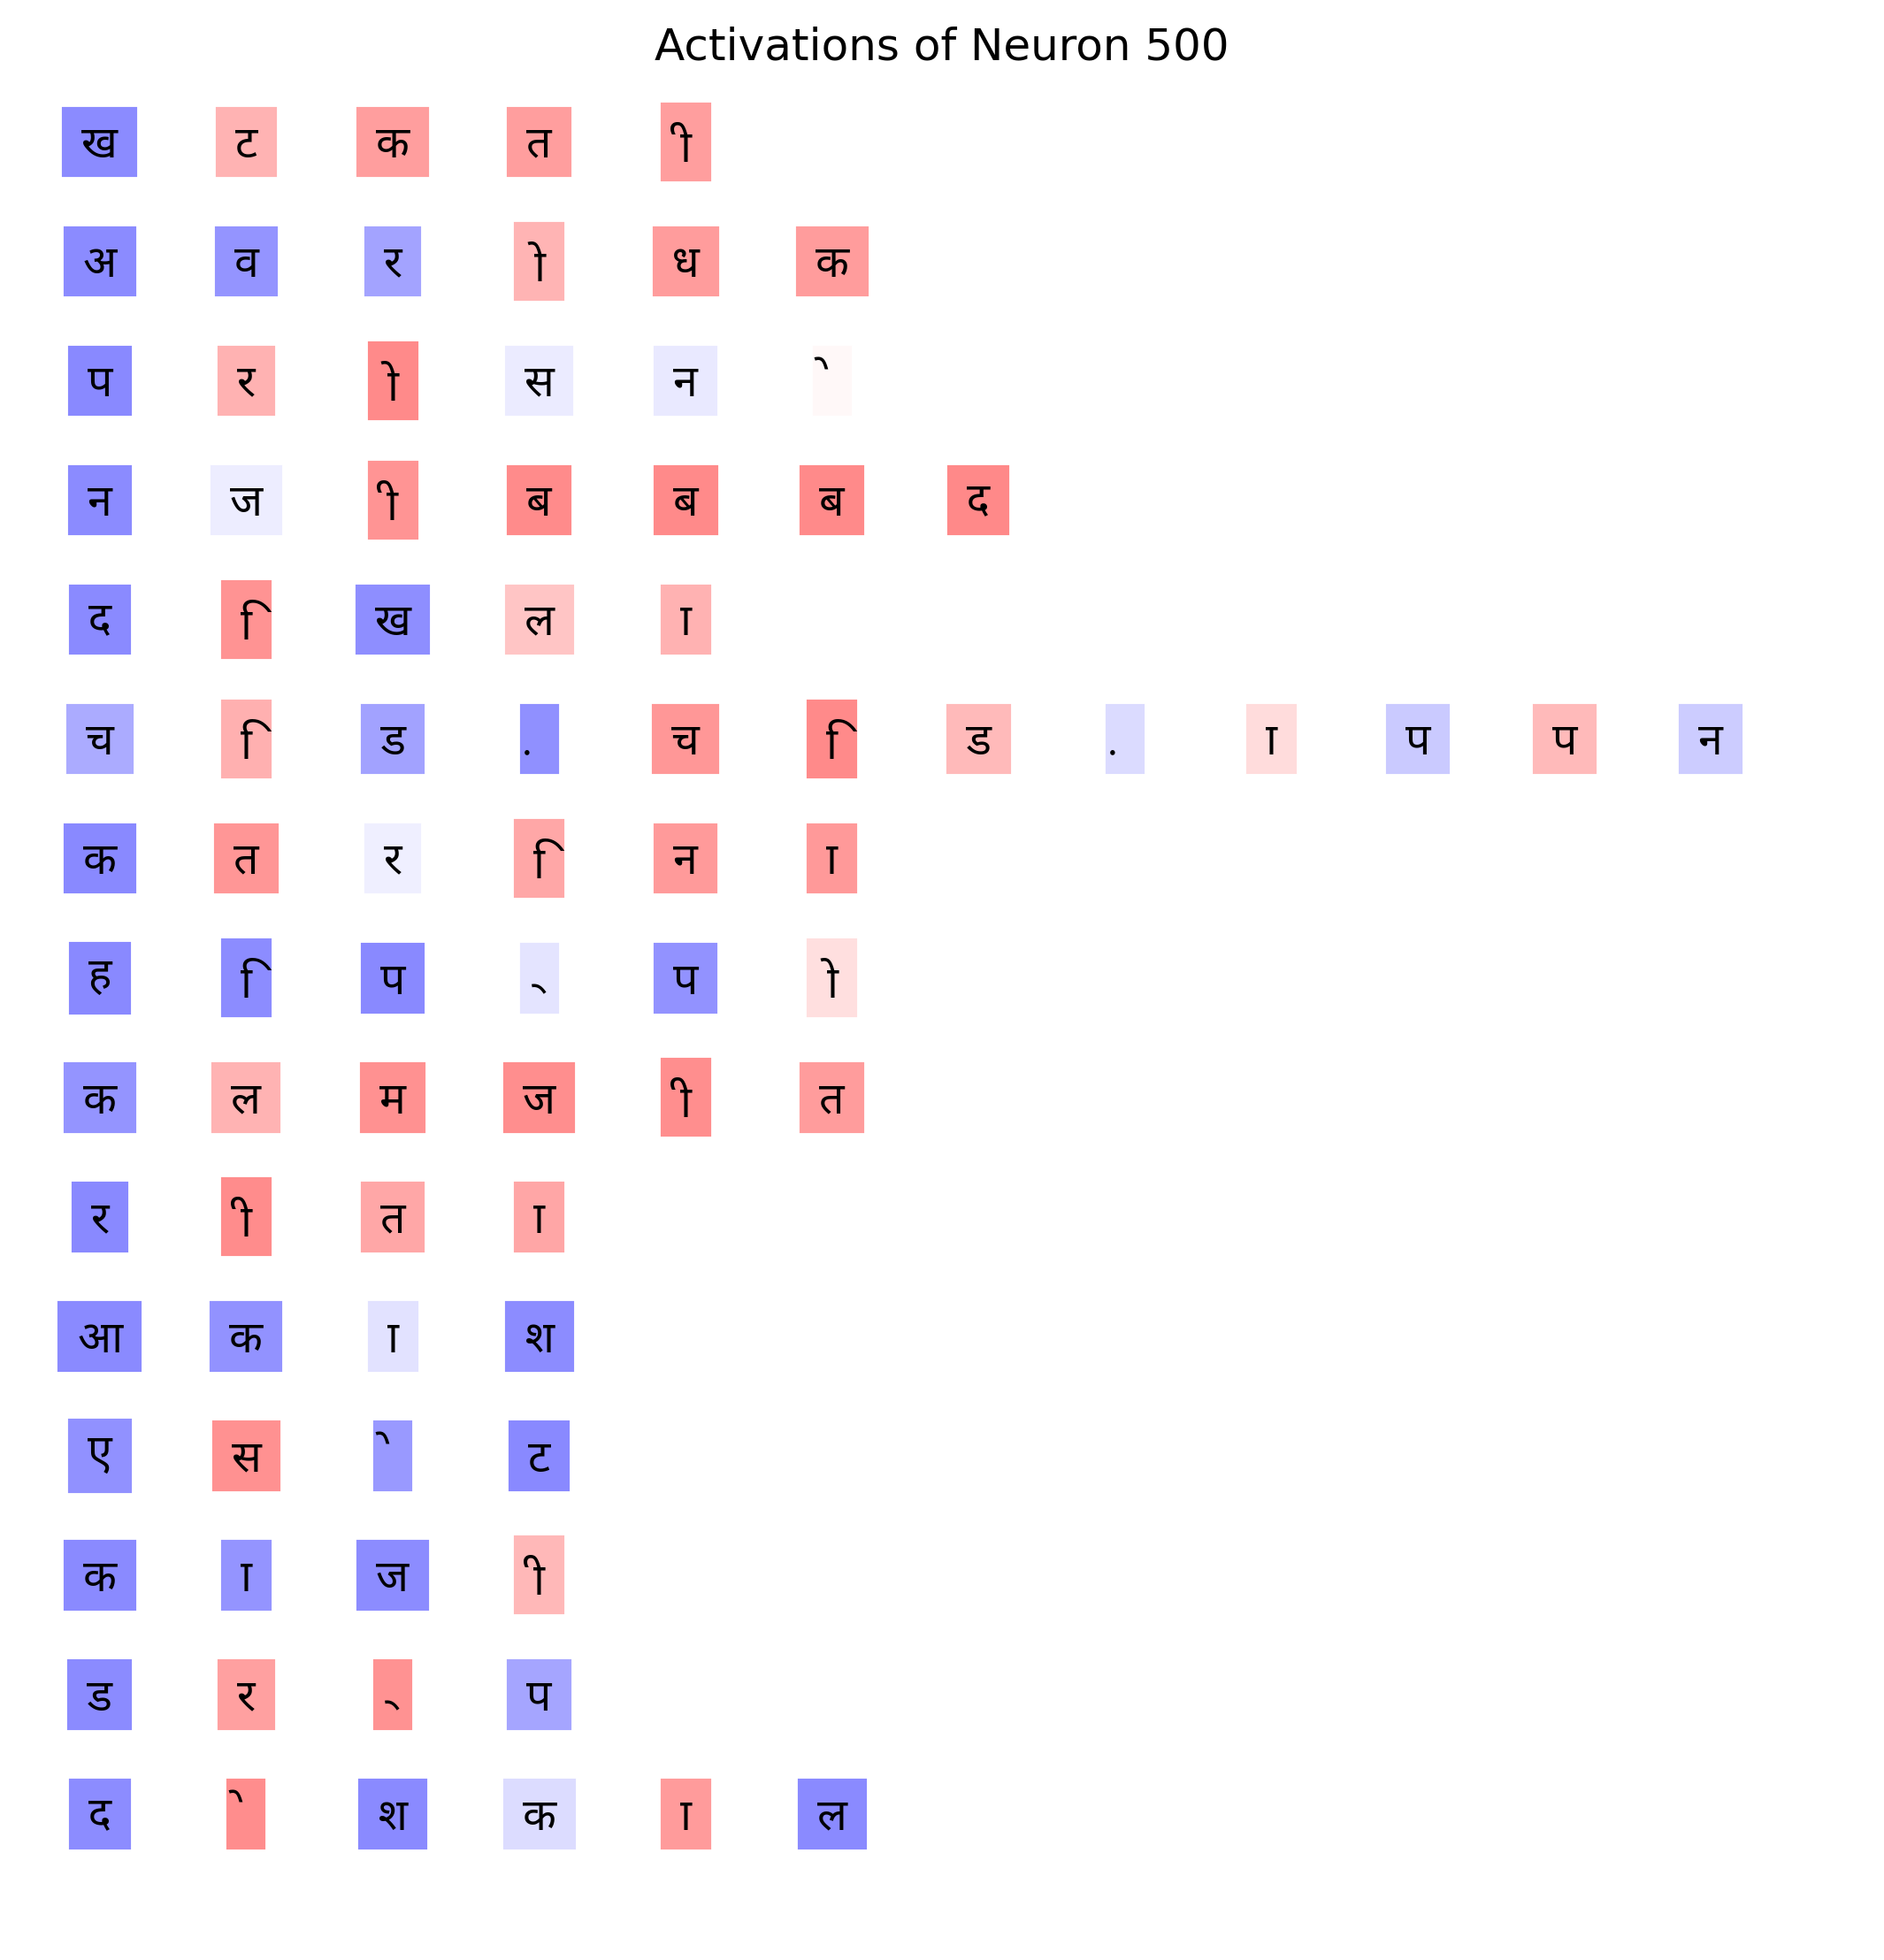 Activations of Neuron 500
ख ट क त ी
अ व र ो ध क
प र ो स न े
न ज ी ब ब ब द
द ि ख ल ा
च ि ड ़ च ि ड ़ ा प प न
क त र ि न ा
ह ि प ् प ो
क ल म ज ी त
र ी त ा
आ क ा श
ए स े ट
क ा ज ी
ड र ् प
द े श क ा ल